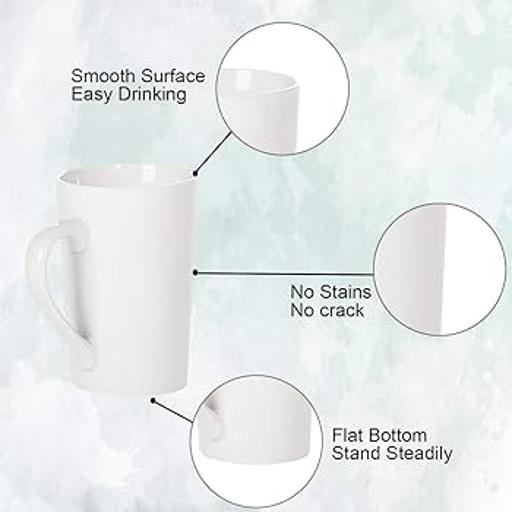 Smooth Surface
Easy Drinking
No Stains
No crack
Flat Bottom
Stand Steadily